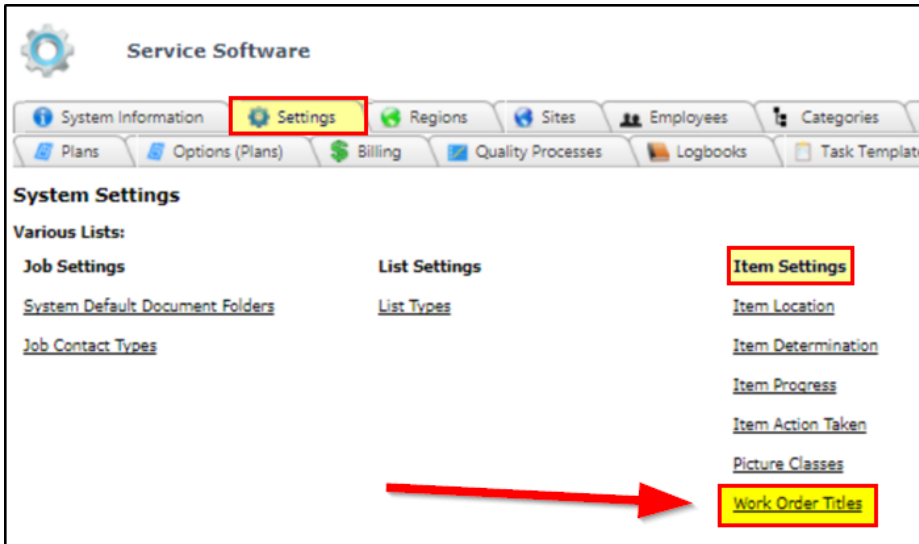 Service Software
System Information Settings Regions Sites Employees Categories
Plans Options (Plans) Billing Quality Processes Logbooks Task Templat
System Settings
Various Lists:
Job Settings List Settings Item Settings
System Default Document Folders List Types Item Location
Job Contact Types Item Determination
Item Progress
Item Action Taken
Picture Classes
Work Order Titles